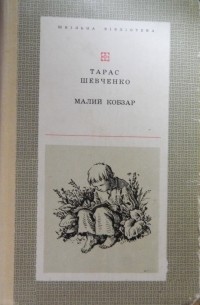 ШКІЛЬНА БІБЛІОТЕКА
ТАРАС
ШЕВЧЕНКО
МАЛИЙ КОБЗАР